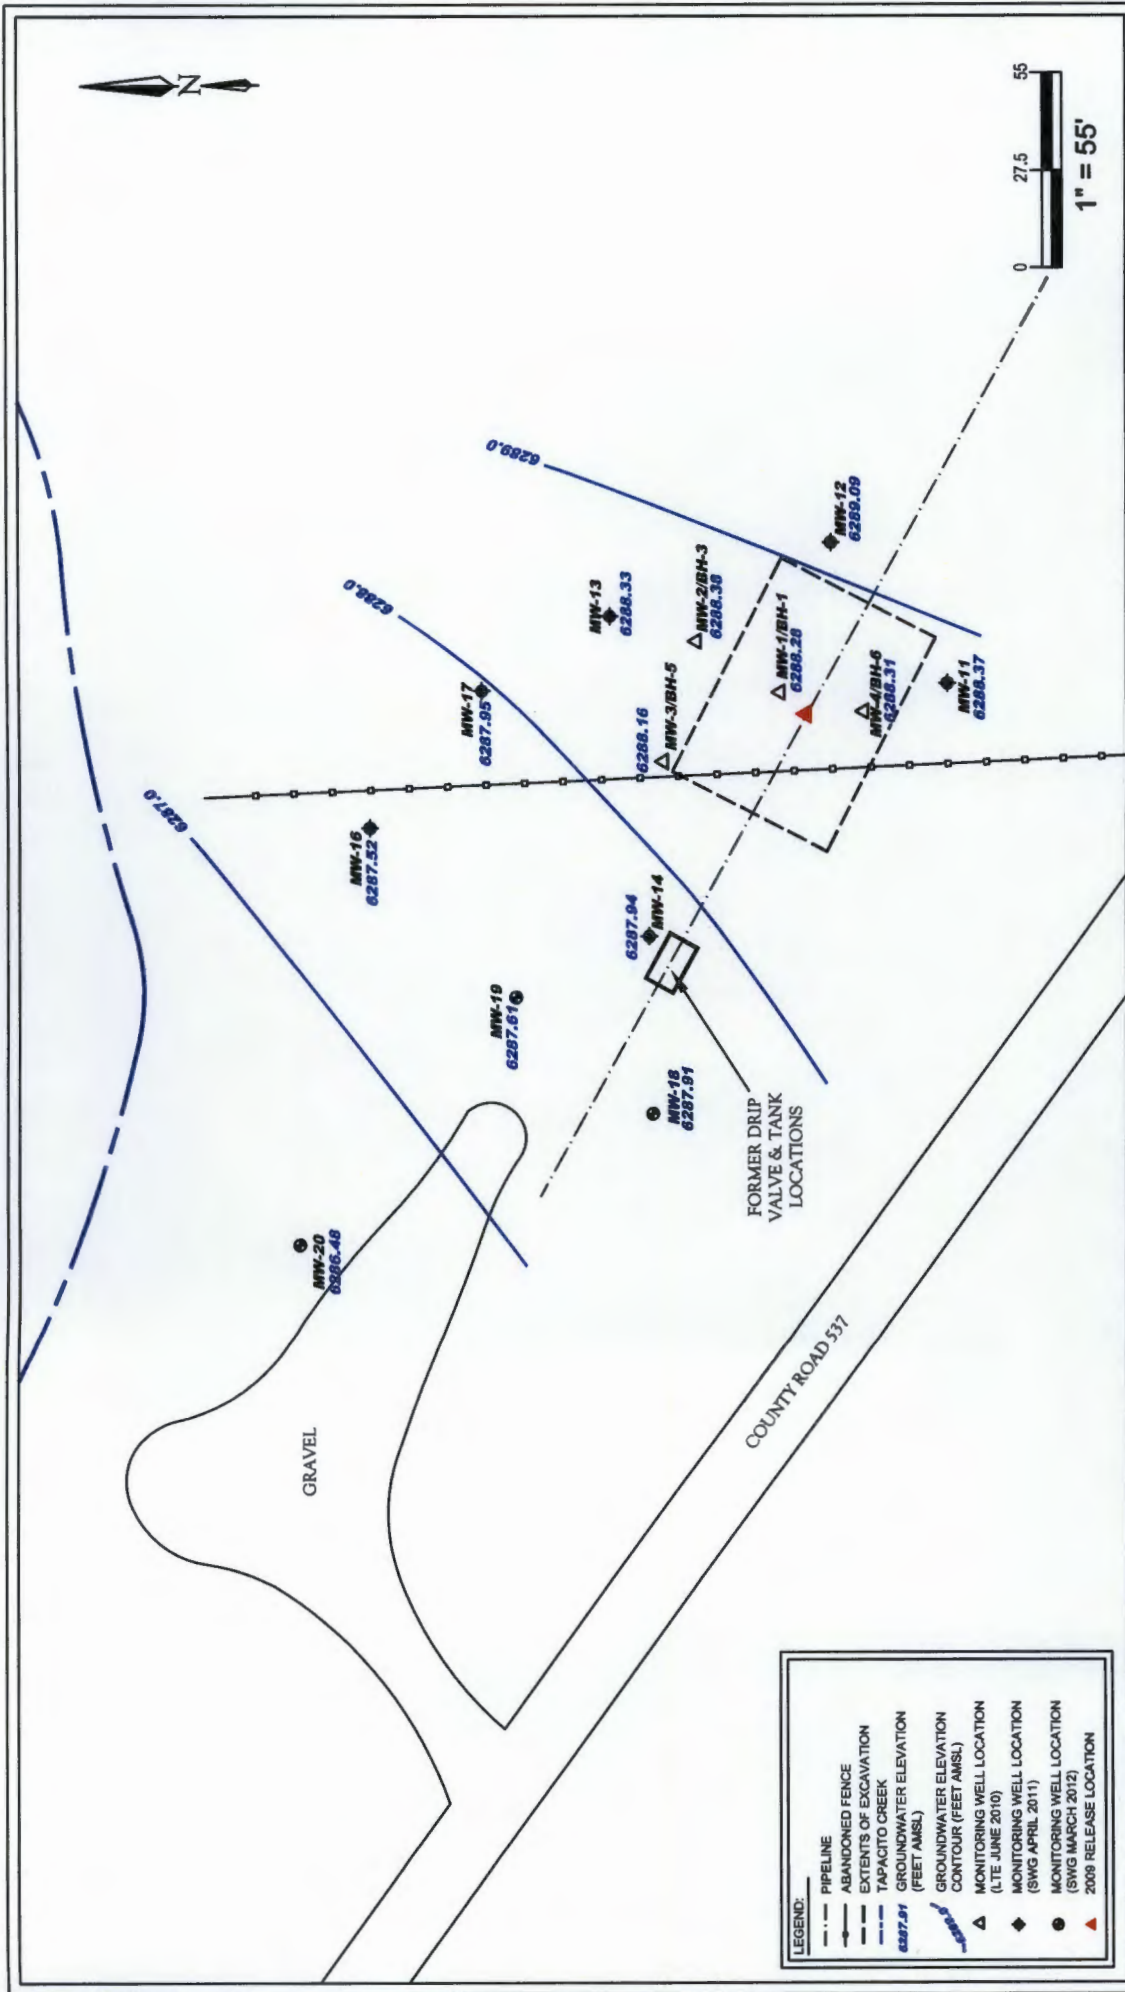 N
6287.0
6288.0
6289.0
MW-20
6286.48
MW-16
6287.52
MW-17
6287.95
MW-13
6288.33
MW-19
6287.61
6287.94
MW-14
6288.16
MW-3/BH-5
MW-2/BH-3
6288.38
MW-18
6287.91
MW-1/BH-1
6288.28
MW-12
6289.09
MW-4/BH-6
6288.31
MW-11
6288.37
GRAVEL
FORMER DRIP
VALVE & TANK
LOCATIONS
COUNTY ROAD 537
LEGEND:
PIPELINE
ABANDONED FENCE
EXTENTS OF EXCAVATION
TAPACITO CREEK
6287.91 GROUNDWATER ELEVATION
(FEET AMSL)
GROUNDWATER ELEVATION
CONTOUR (FEET AMSL)
MONITORING WELL LOCATION
(LTE JUNE 2010)
MONITORING WELL LOCATION
(SWG APRIL 2011)
MONITORING WELL LOCATION
(SWG MARCH 2012)
2009 RELEASE LOCATION
0 27.5 55
1" = 55'